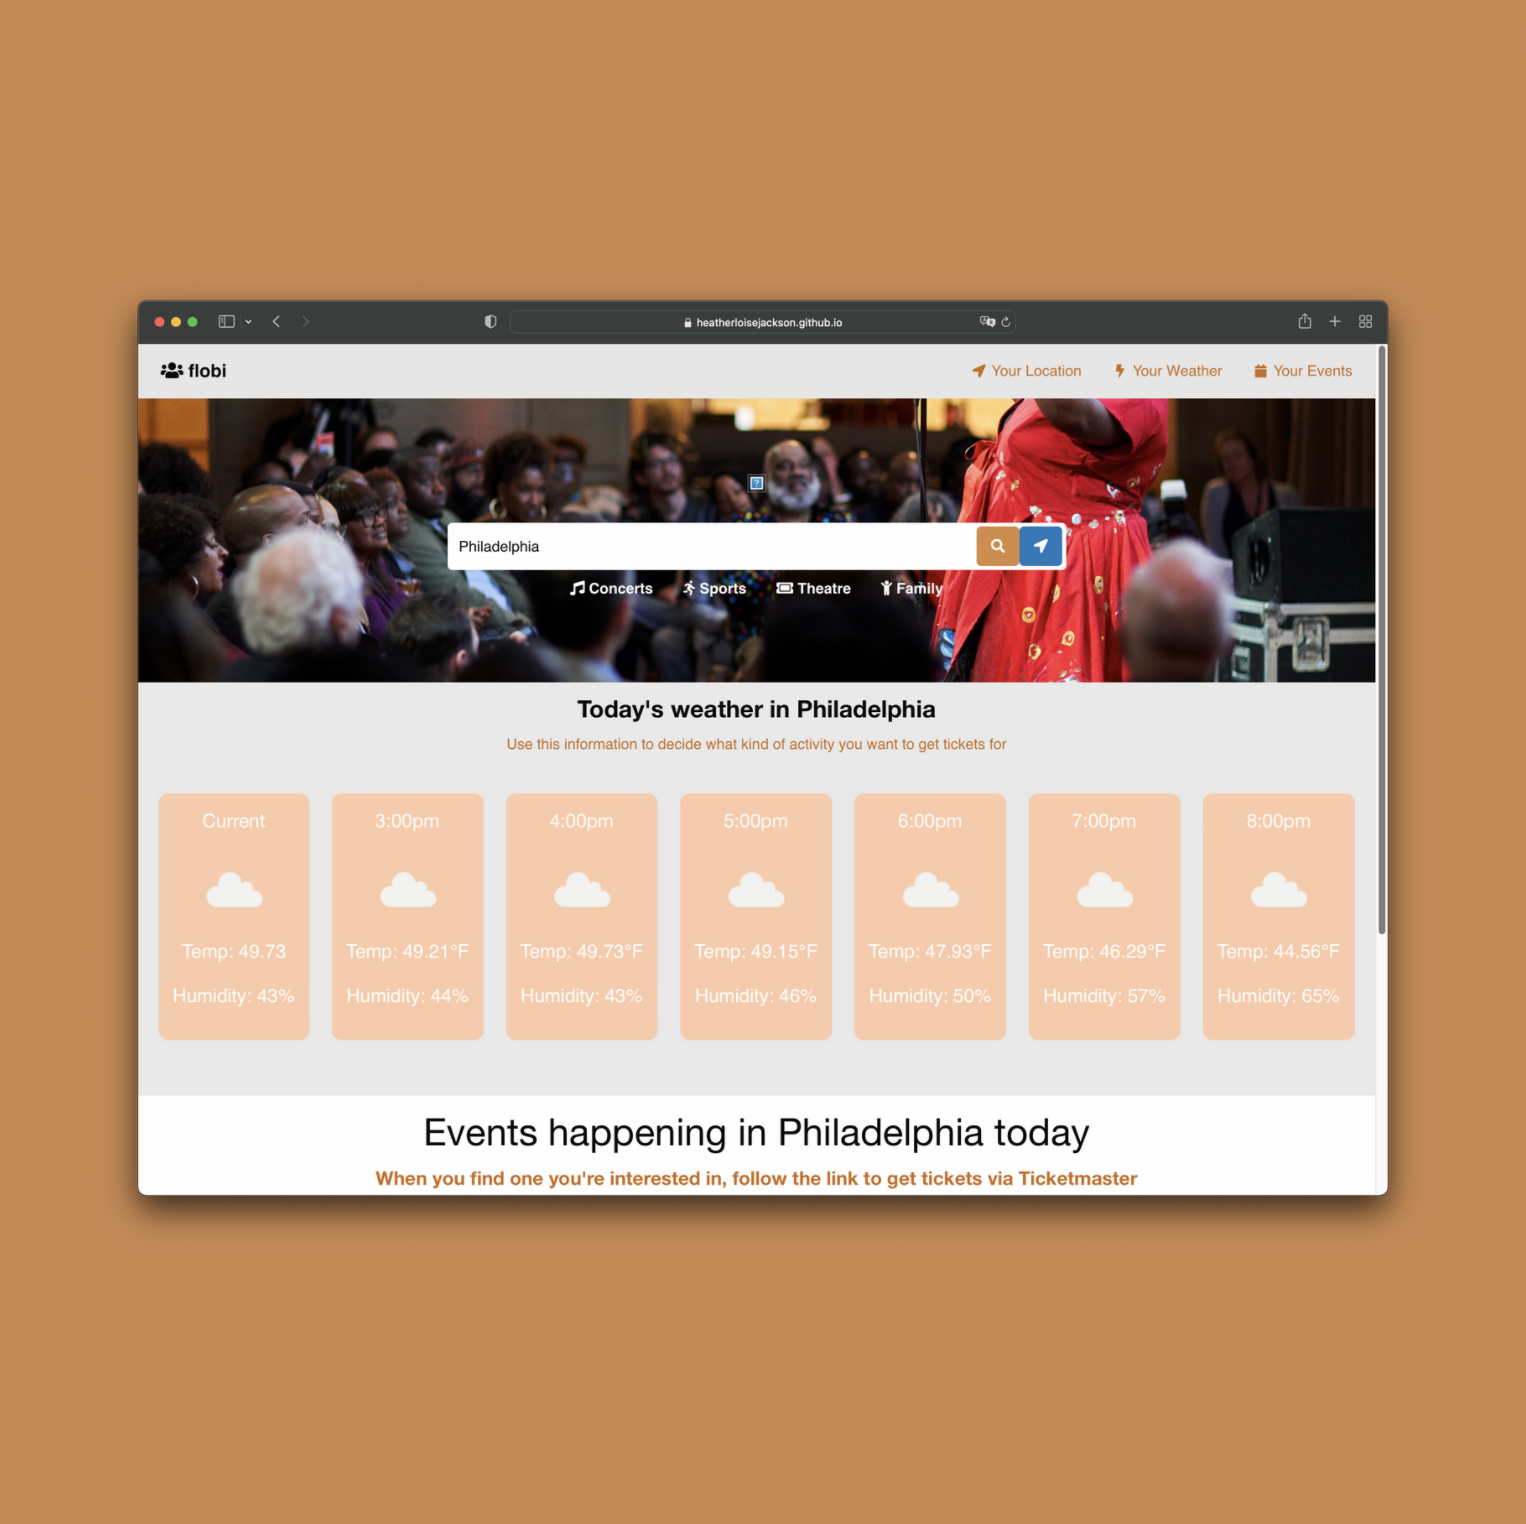 heatherloisejackson.github.io
flobi
Your Location Your Weather Your Events
?
Philadelphia
Concerts Sports Theatre Family
Today's weather in Philadelphia
Use this information to decide what kind of activity you want to get tickets for
Current 3:00pm 4:00pm 5:00pm 6:00pm 7:00pm 8:00pm
Temp: 49.73 Temp: 49.21°F Temp: 49.73°F Temp: 49.15°F Temp: 47.93°F Temp: 46.29°F Temp: 44.56°F
Humidity: 43% Humidity: 44% Humidity: 43% Humidity: 46% Humidity: 50% Humidity: 57% Humidity: 65%
Events happening in Philadelphia today
When you find one you're interested in, follow the link to get tickets via Ticketmaster